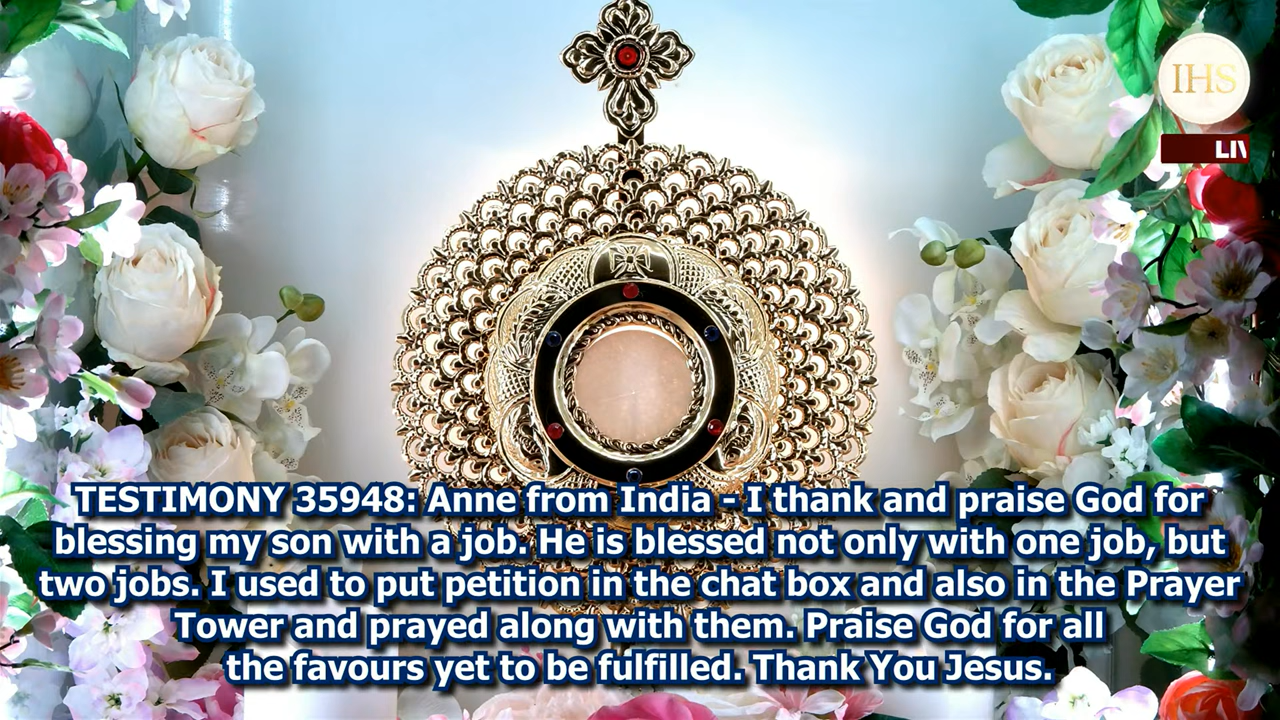 IHS
LIV
TESTIMONY 35948: Anne from India - I thank and praise God for
blessing my son with a job. He is blessed not only with one job, but
two jobs. I used to put petition in the chat box and also in the Prayer
Tower and prayed along with them. Praise God for all
the favours yet to be fulfilled. Thank You Jesus.